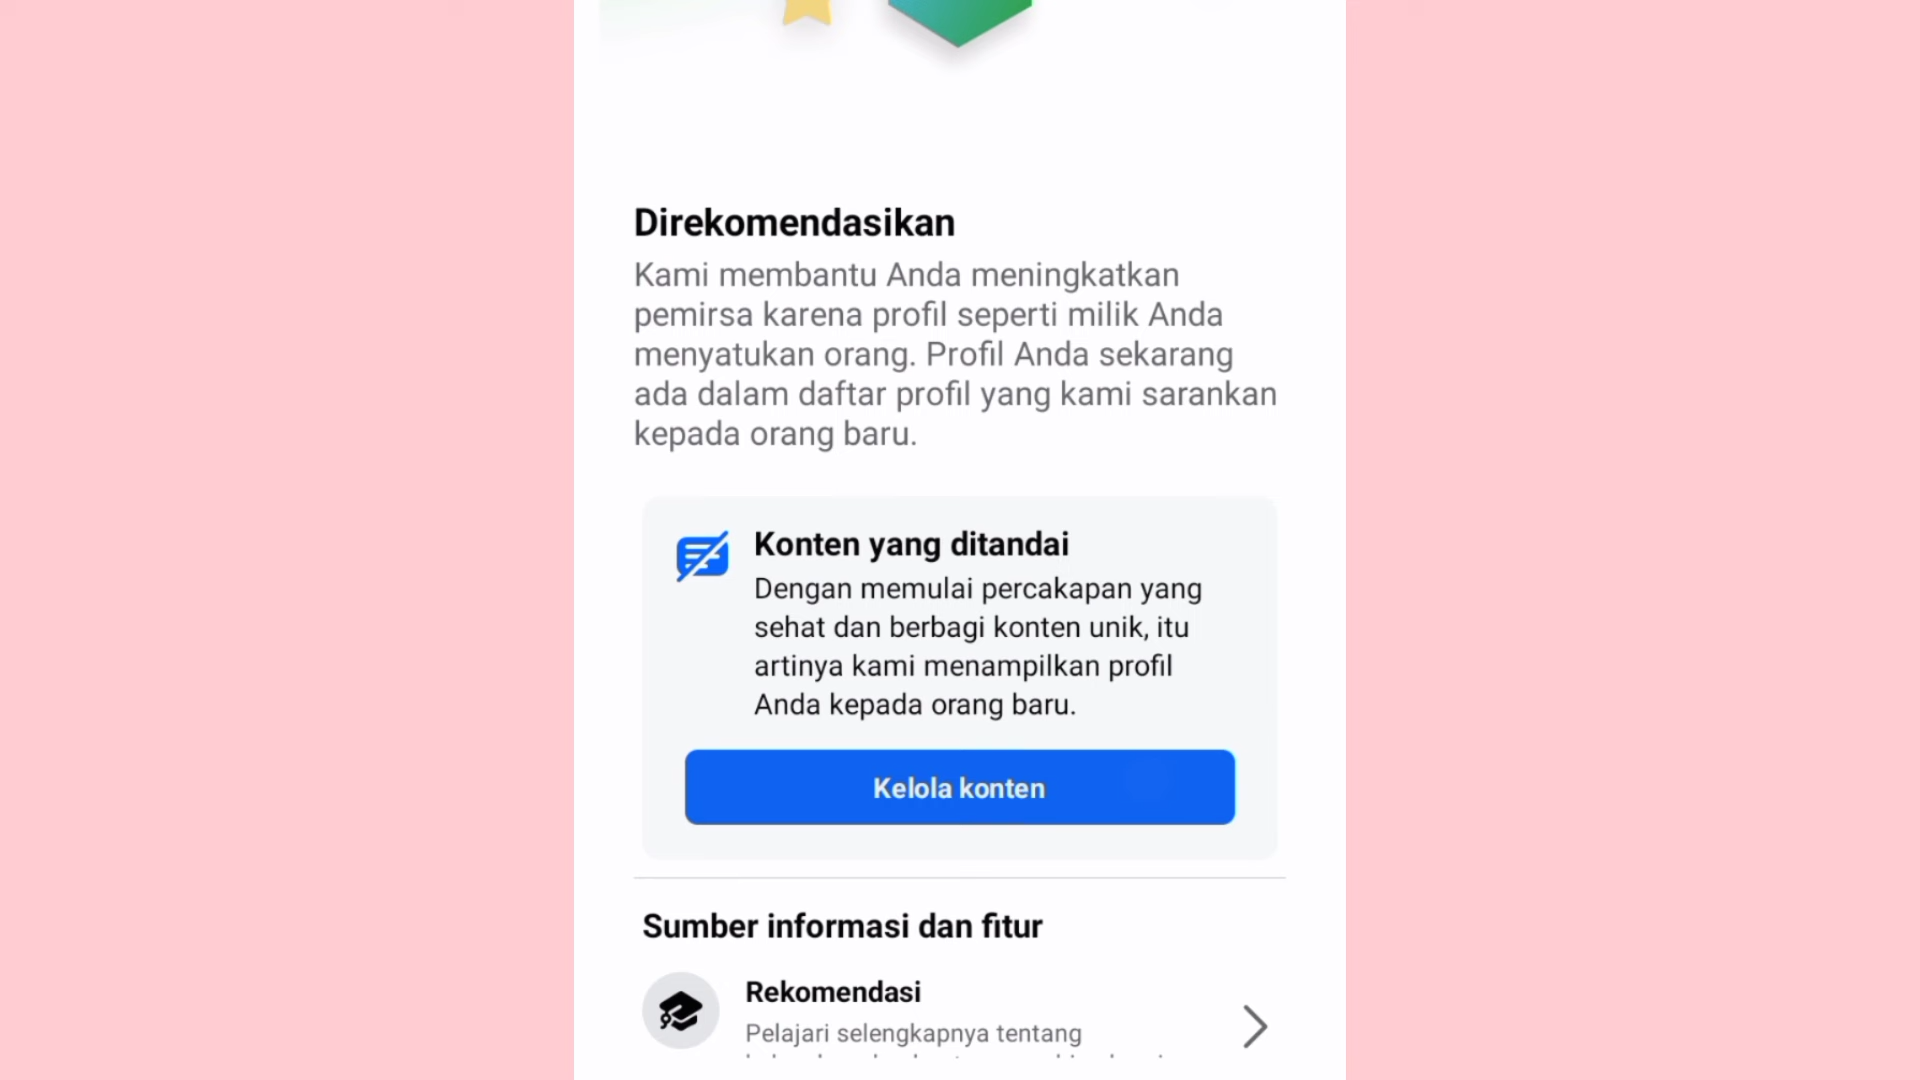 Direkomendasikan
Kami membantu Anda meningkatkan
pemirsa karena profil seperti milik Anda
menyatukan orang. Profil Anda sekarang
ada dalam daftar profil yang kami sarankan
kepada orang baru.
Konten yang ditandai
Dengan memulai percakapan yang
sehat dan berbagi konten unik, itu
artinya kami menampilkan profil
Anda kepada orang baru.
Kelola konten
Sumber informasi dan fitur
Rekomendasi
Pelajari selengkapnya tentang